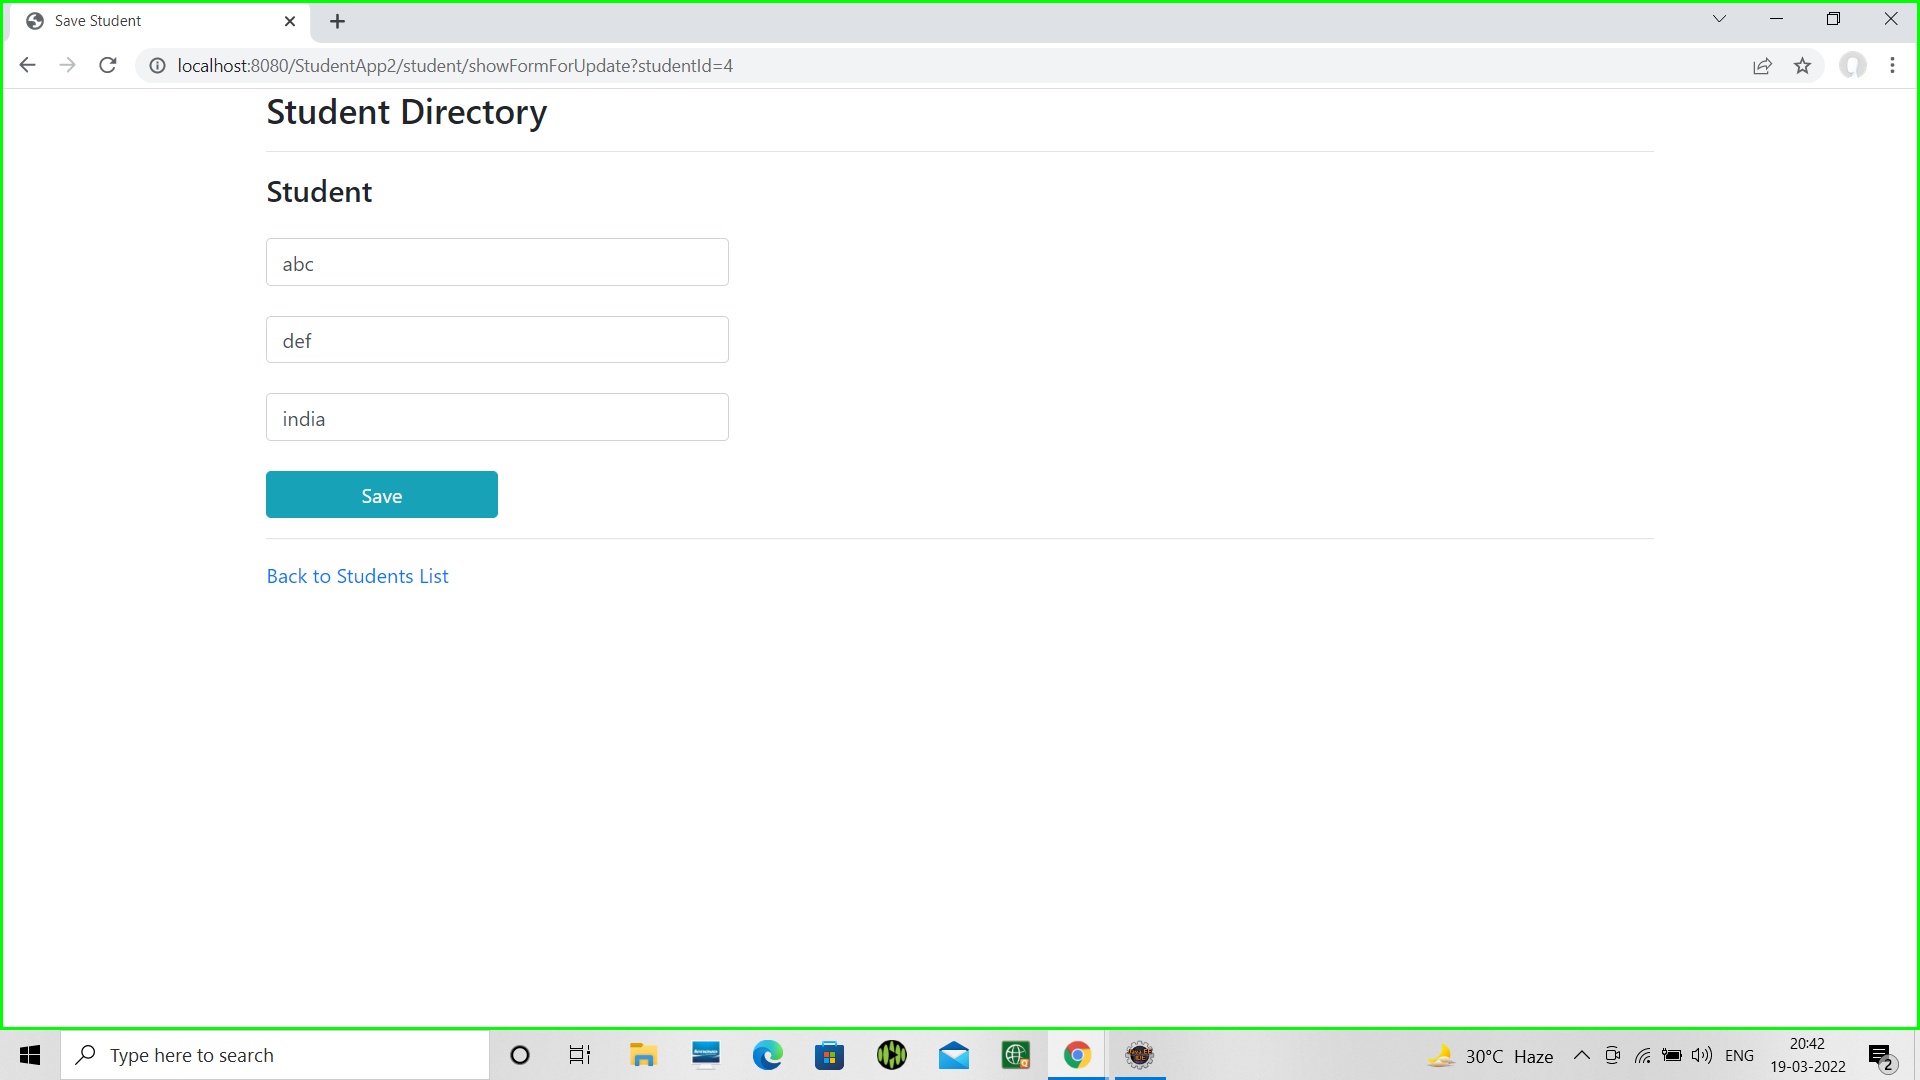 Save Student
localhost:8080/StudentApp2/student/showFormForUpdate?studentId=4
Student Directory
Student
abc
def
india
Save
Back to Students List
Type here to search
30°C Haze
ENG
20:42
19-03-2022
2